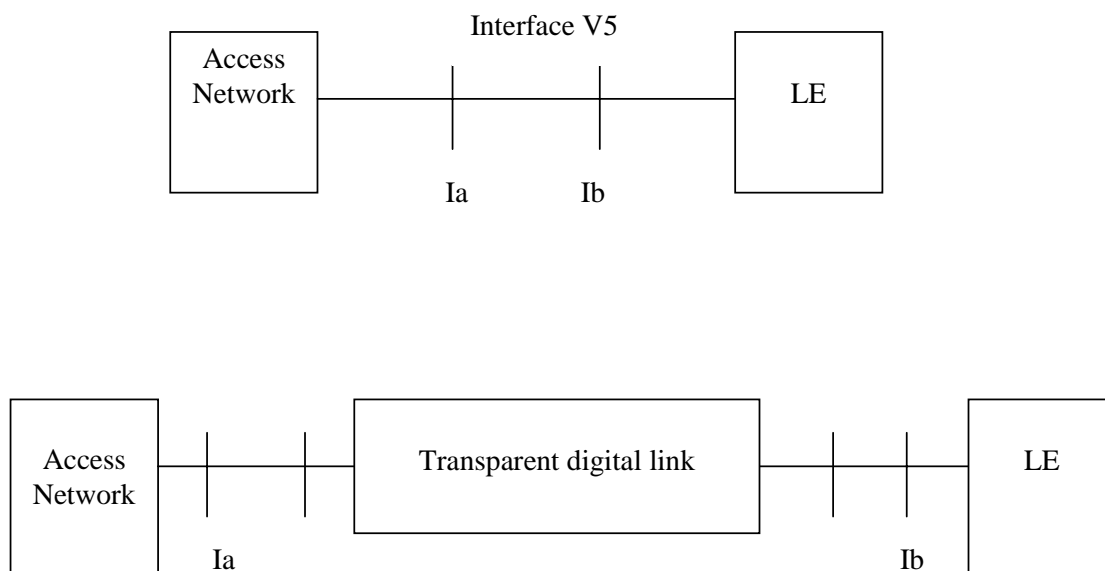 Interface V5
Access
Network
LE
Ia
Ib
Access
Network
Transparent digital link
LE
Ia
Ib